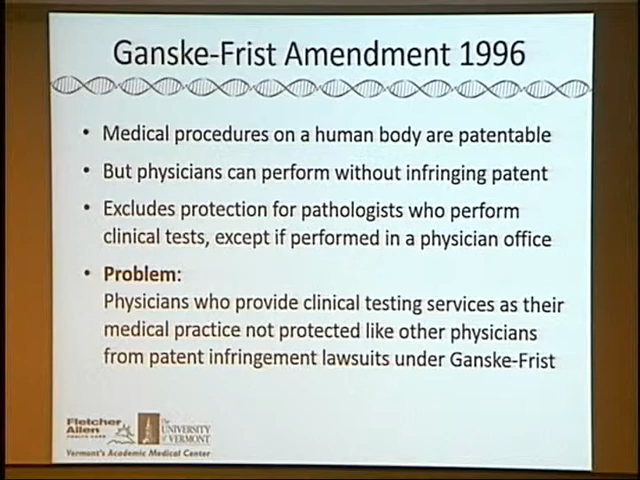 Ganske-Frist Amendment 1996
• Medical procedures on a human body are patentable
• But physicians can perform without infringing patent
• Excludes protection for pathologists who perform
clinical tests, except if performed in a physician office
• Problem:
Physicians who provide clinical testing services as their
medical practice not protected like other physicians
from patent infringement lawsuits under Ganske-Frist
Fletcher
Allen
HEALTH CARE
The
UNIVERSITY
of VERMONT
Vermont's Academic Medical Center